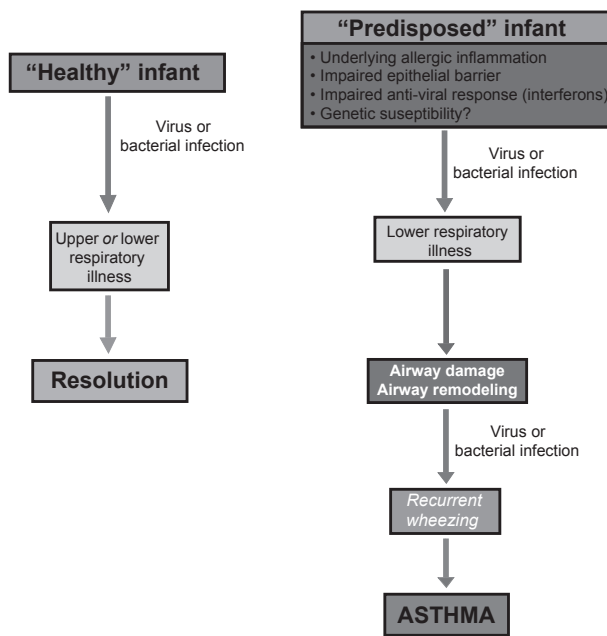 “Healthy” infant
Virus or
bacterial infection
Upper or lower
respiratory
illness
Resolution
“Predisposed” infant
• Underlying allergic inflammation
• Impaired epithelial barrier
• Impaired anti-viral response (interferons)
• Genetic suseptibility?
Virus or
bacterial infection
Lower respiratory
illness
Airway damage
Airway remodeling
Virus or
bacterial infection
Recurrent
wheezing
ASTHMA